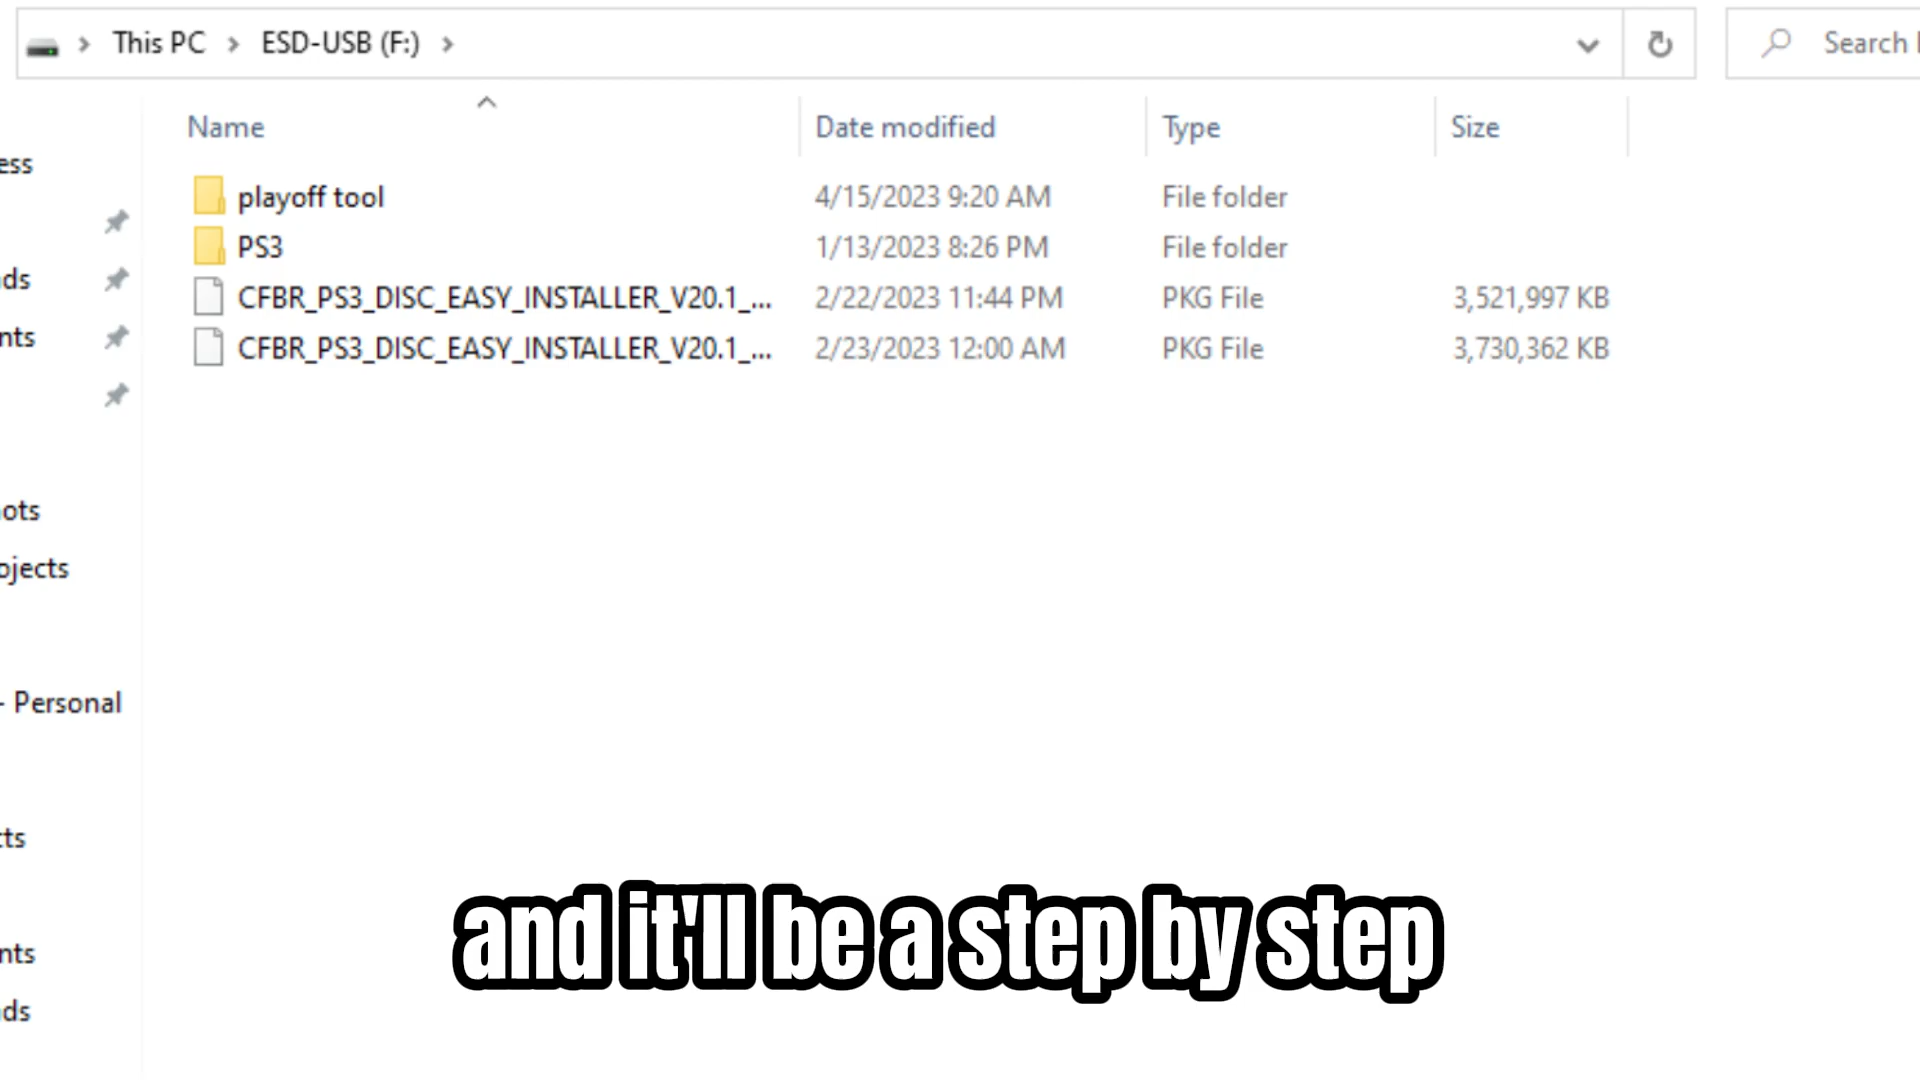 This PC > ESD-USB (F:) >
Search
Name Date modified Type Size
playoff tool 4/15/2023 9:20 AM File folder
PS3 1/13/2023 8:26 PM File folder
CFBR_PS3_DISC_EASY_INSTALLER_V20.1_... 2/22/2023 11:44 PM PKG File 3,521,997 KB
CFBR_PS3_DISC_EASY_INSTALLER_V20.1_... 2/23/2023 12:00 AM PKG File 3,730,362 KB
ess
ds
nts
ots
ojects
- Personal
cts
nts
ds
and it'll be a step by step